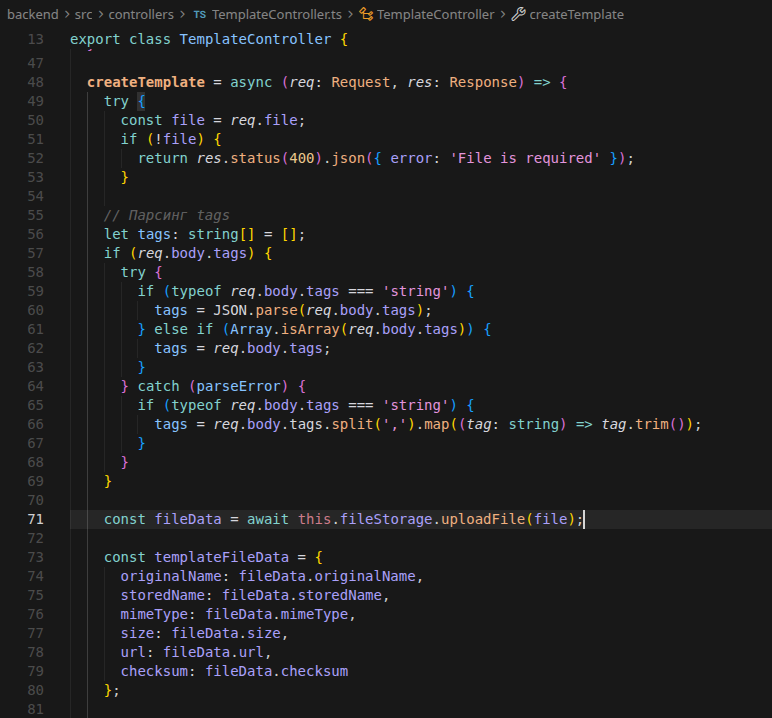 backend > src > controllers > TS TemplateController.ts > TemplateController > createTemplate
13 export class TemplateController {
47
48 createTemplate = async (req: Request, res: Response) => {
49 try {
50 const file = req.file;
51 if (!file) {
52 return res.status(400).json({ error: 'File is required' });
53 }
54
55 // Парсинг tags
56 let tags: string[] = [];
57 if (req.body.tags) {
58 try {
59 if (typeof req.body.tags === 'string') {
60 tags = JSON.parse(req.body.tags);
61 } else if (Array.isArray(req.body.tags)) {
62 tags = req.body.tags;
63 }
64 } catch (parseError) {
65 if (typeof req.body.tags === 'string') {
66 tags = req.body.tags.split(',').map((tag: string) => tag.trim());
67 }
68 }
69 }
70
71 const fileData = await this.fileStorage.uploadFile(file);
72
73 const templateFileData = {
74 originalName: fileData.originalName,
75 storedName: fileData.storedName,
76 mimeType: fileData.mimeType,
77 size: fileData.size,
78 url: fileData.url,
79 checksum: fileData.checksum
80 };
81